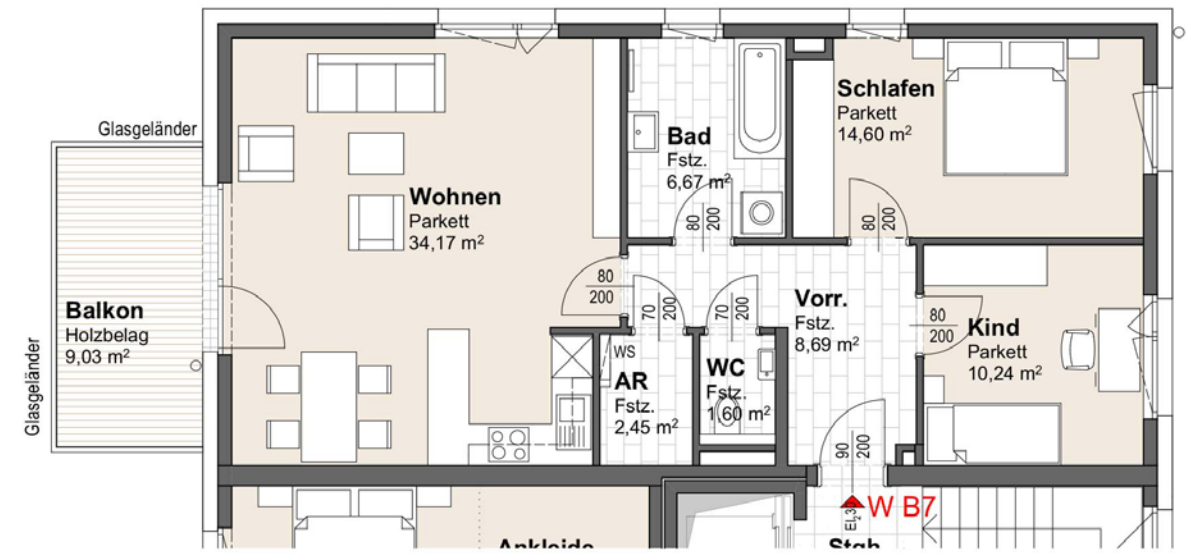 Glasgeländer
Glasgeländer
Balkon
Holzbelag
9,03 m²
Wohnen
Parkett
34,17 m²
Bad
Fstz.
6,67 m²
80
200
Schlafen
Parkett
14,60 m²
80
200
80
200
70
200
70
200
Vorr.
Fstz.
8,69 m²
80
200
Kind
Parkett
10,24 m²
WS
AR
Fstz.
2,45 m²
WC
Fstz.
1,60 m²
90
200
W B7
Ankleide
Stgh.